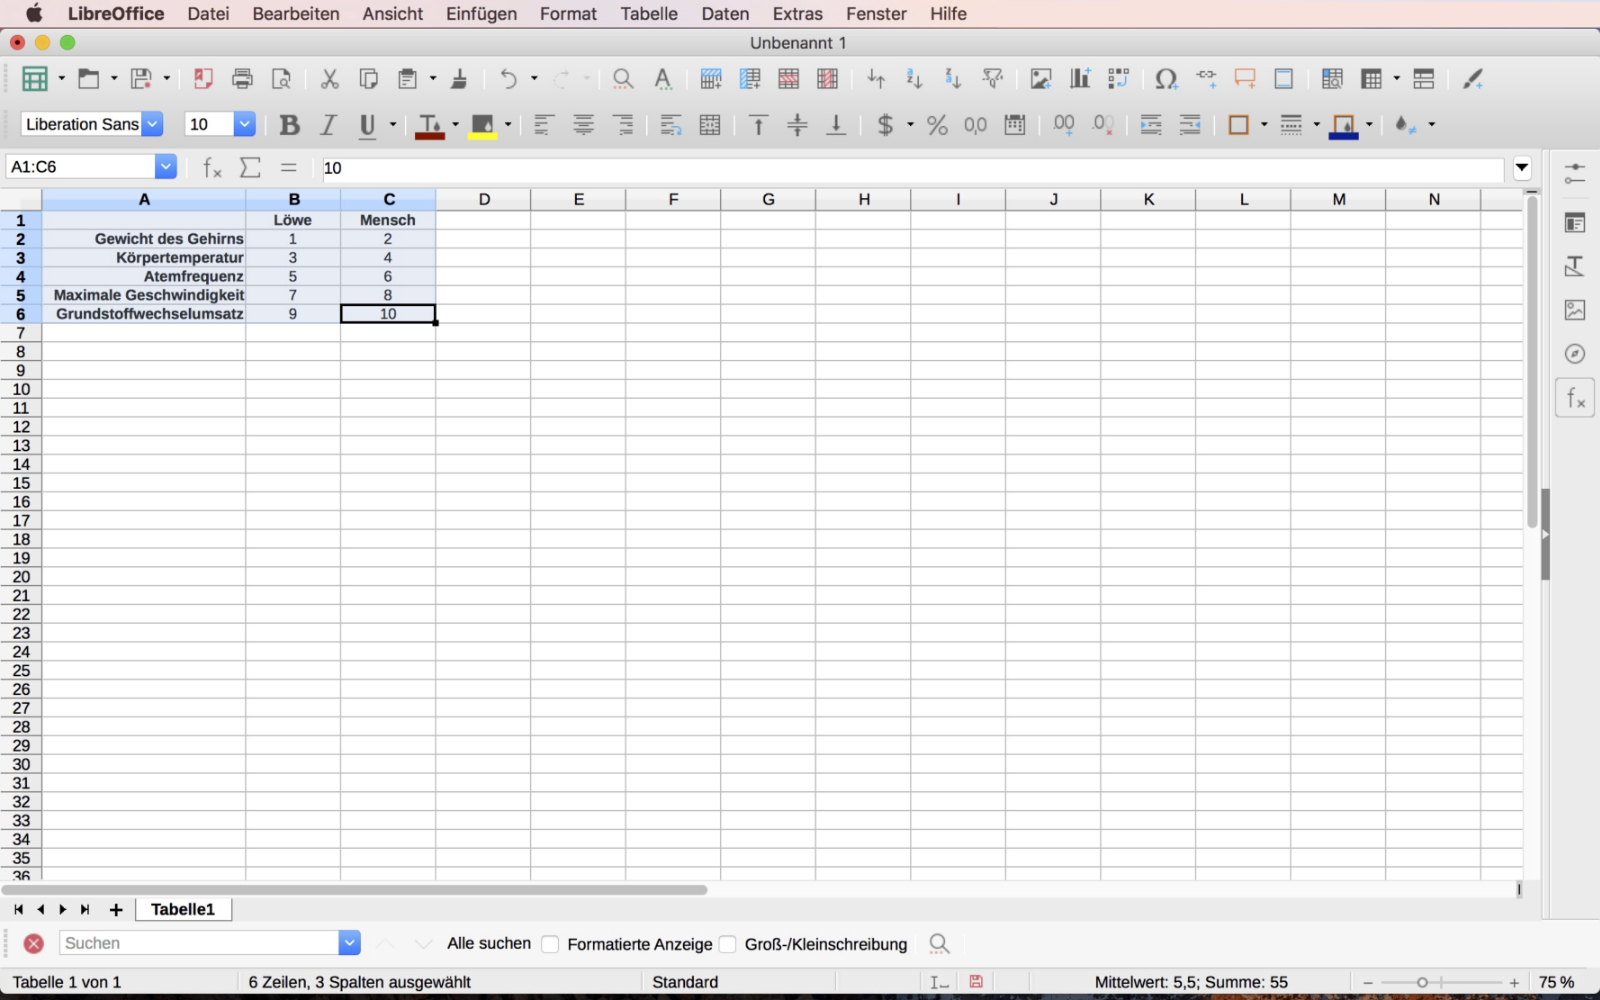 LibreOffice Datei Bearbeiten Ansicht Einfügen Format Tabelle Daten Extras Fenster Hilfe
Unbenannt 1
Liberation Sans 10
A1:C6 10
A B C D E F G H I J K L M N
1 Löwe Mensch
2 Gewicht des Gehirns 1 2
3 Körpertemperatur 3 4
4 Atemfrequenz 5 6
5 Maximale Geschwindigkeit 7 8
6 Grundstoffwechselumsatz 9 10
7
8
9
10
11
12
13
14
15
16
17
18
19
20
21
22
23
24
25
26
27
28
29
30
31
32
33
34
35
36
Tabelle1
Suchen Alle suchen Formatierte Anzeige Groß-/Kleinschreibung
Tabelle 1 von 1 6 Zeilen, 3 Spalten ausgewählt Standard Mittelwert: 5,5; Summe: 55 75 %